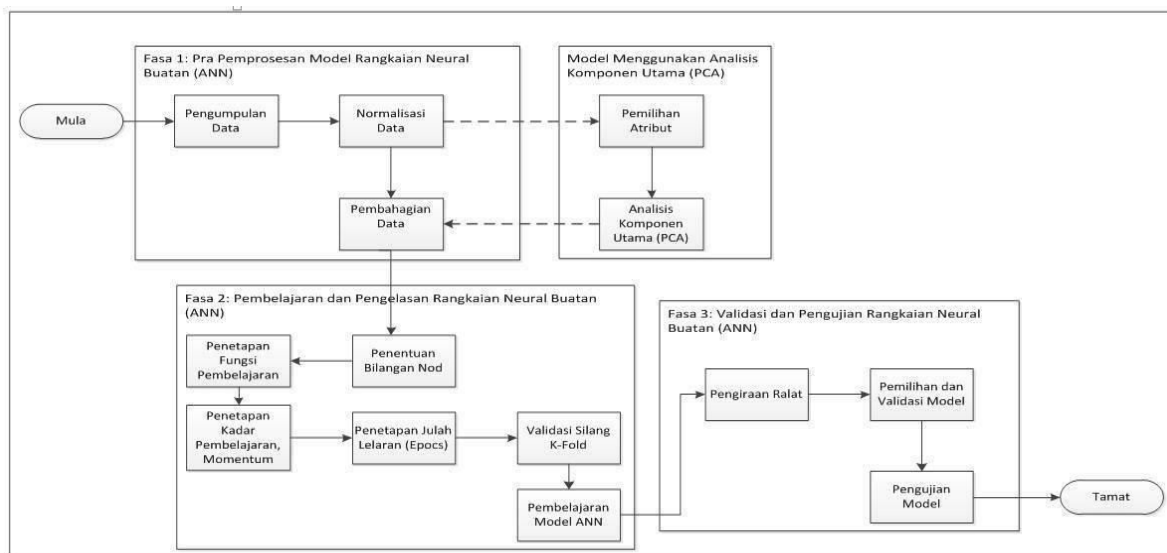 Fasa 1: Pra Pemprosesan Model Rangkaian Neural
Buatan (ANN)
Model Menggunakan Analisis
Komponen Utama (PCA)
Mula
Pengumpulan
Data
Normalisasi
Data
Pemilihan
Atribut
Pembahagian
Data
Analisis
Komponen
Utama (PCA)
Fasa 2: Pembelajaran dan Pengelasan Rangkaian Neural Buatan
(ANN)
Penentuan
Bilangan Nod
Penetapan
Fungsi
Pembelajaran
Penetapan
Kadar
Pembelajaran,
Momentum
Penetapan Julah
Lelaran (Epocs)
Validasi Silang
K-Fold
Pembelajaran
Model ANN
Fasa 3: Validasi dan Pengujian Rangkaian Neural
Buatan (ANN)
Pengiraan Ralat
Pemilihan dan
Validasi Model
Pengujian
Model
Tamat